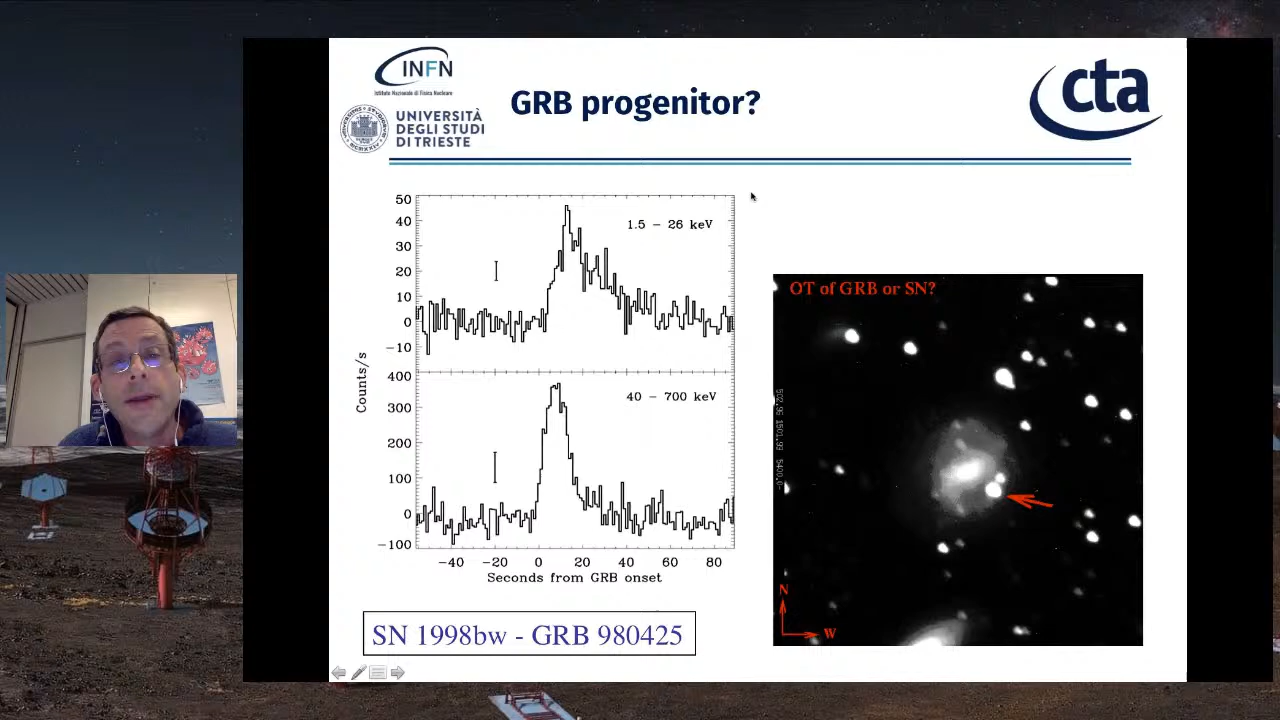 INFN
Istituto Nazionale di Fisica Nucleare
UNIVERSITÀ
DEGLI STUDI
DI TRIESTE
GRB progenitor?
cta
50
40
30
20
10
0
−10
1.5 − 26 keV
Counts/s
400
300
200
100
0
−100
40 − 700 keV
−40 −20 0 20 40 60 80
Seconds from GRB onset
SN 1998bw - GRB 980425
OT of GRB or SN?
N
W